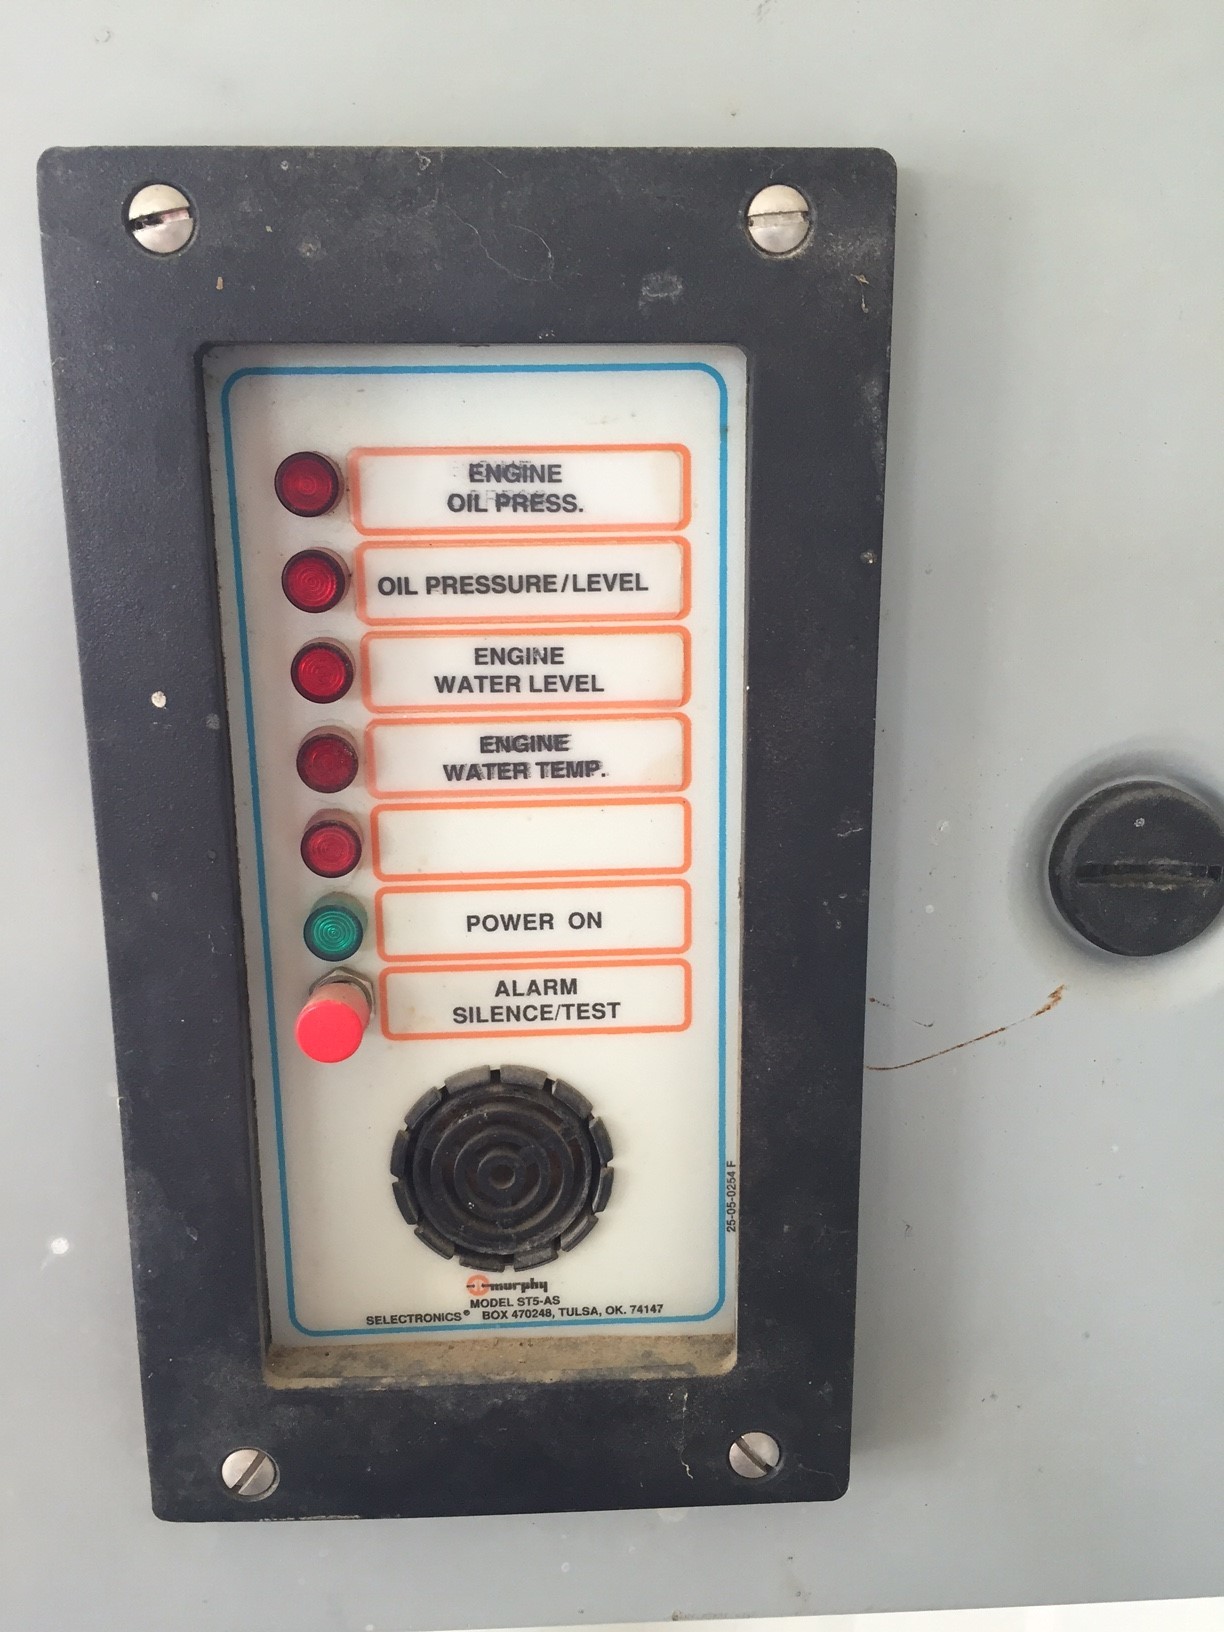 ENGINE
OIL PRESS.
OIL PRESSURE/LEVEL
ENGINE
WATER LEVEL
ENGINE
WATER TEMP.
POWER ON
ALARM
SILENCE/TEST
25-05-0254 F
murphy
MODEL ST5-AS
SELECTRONICS® BOX 470248, TULSA, OK. 74147